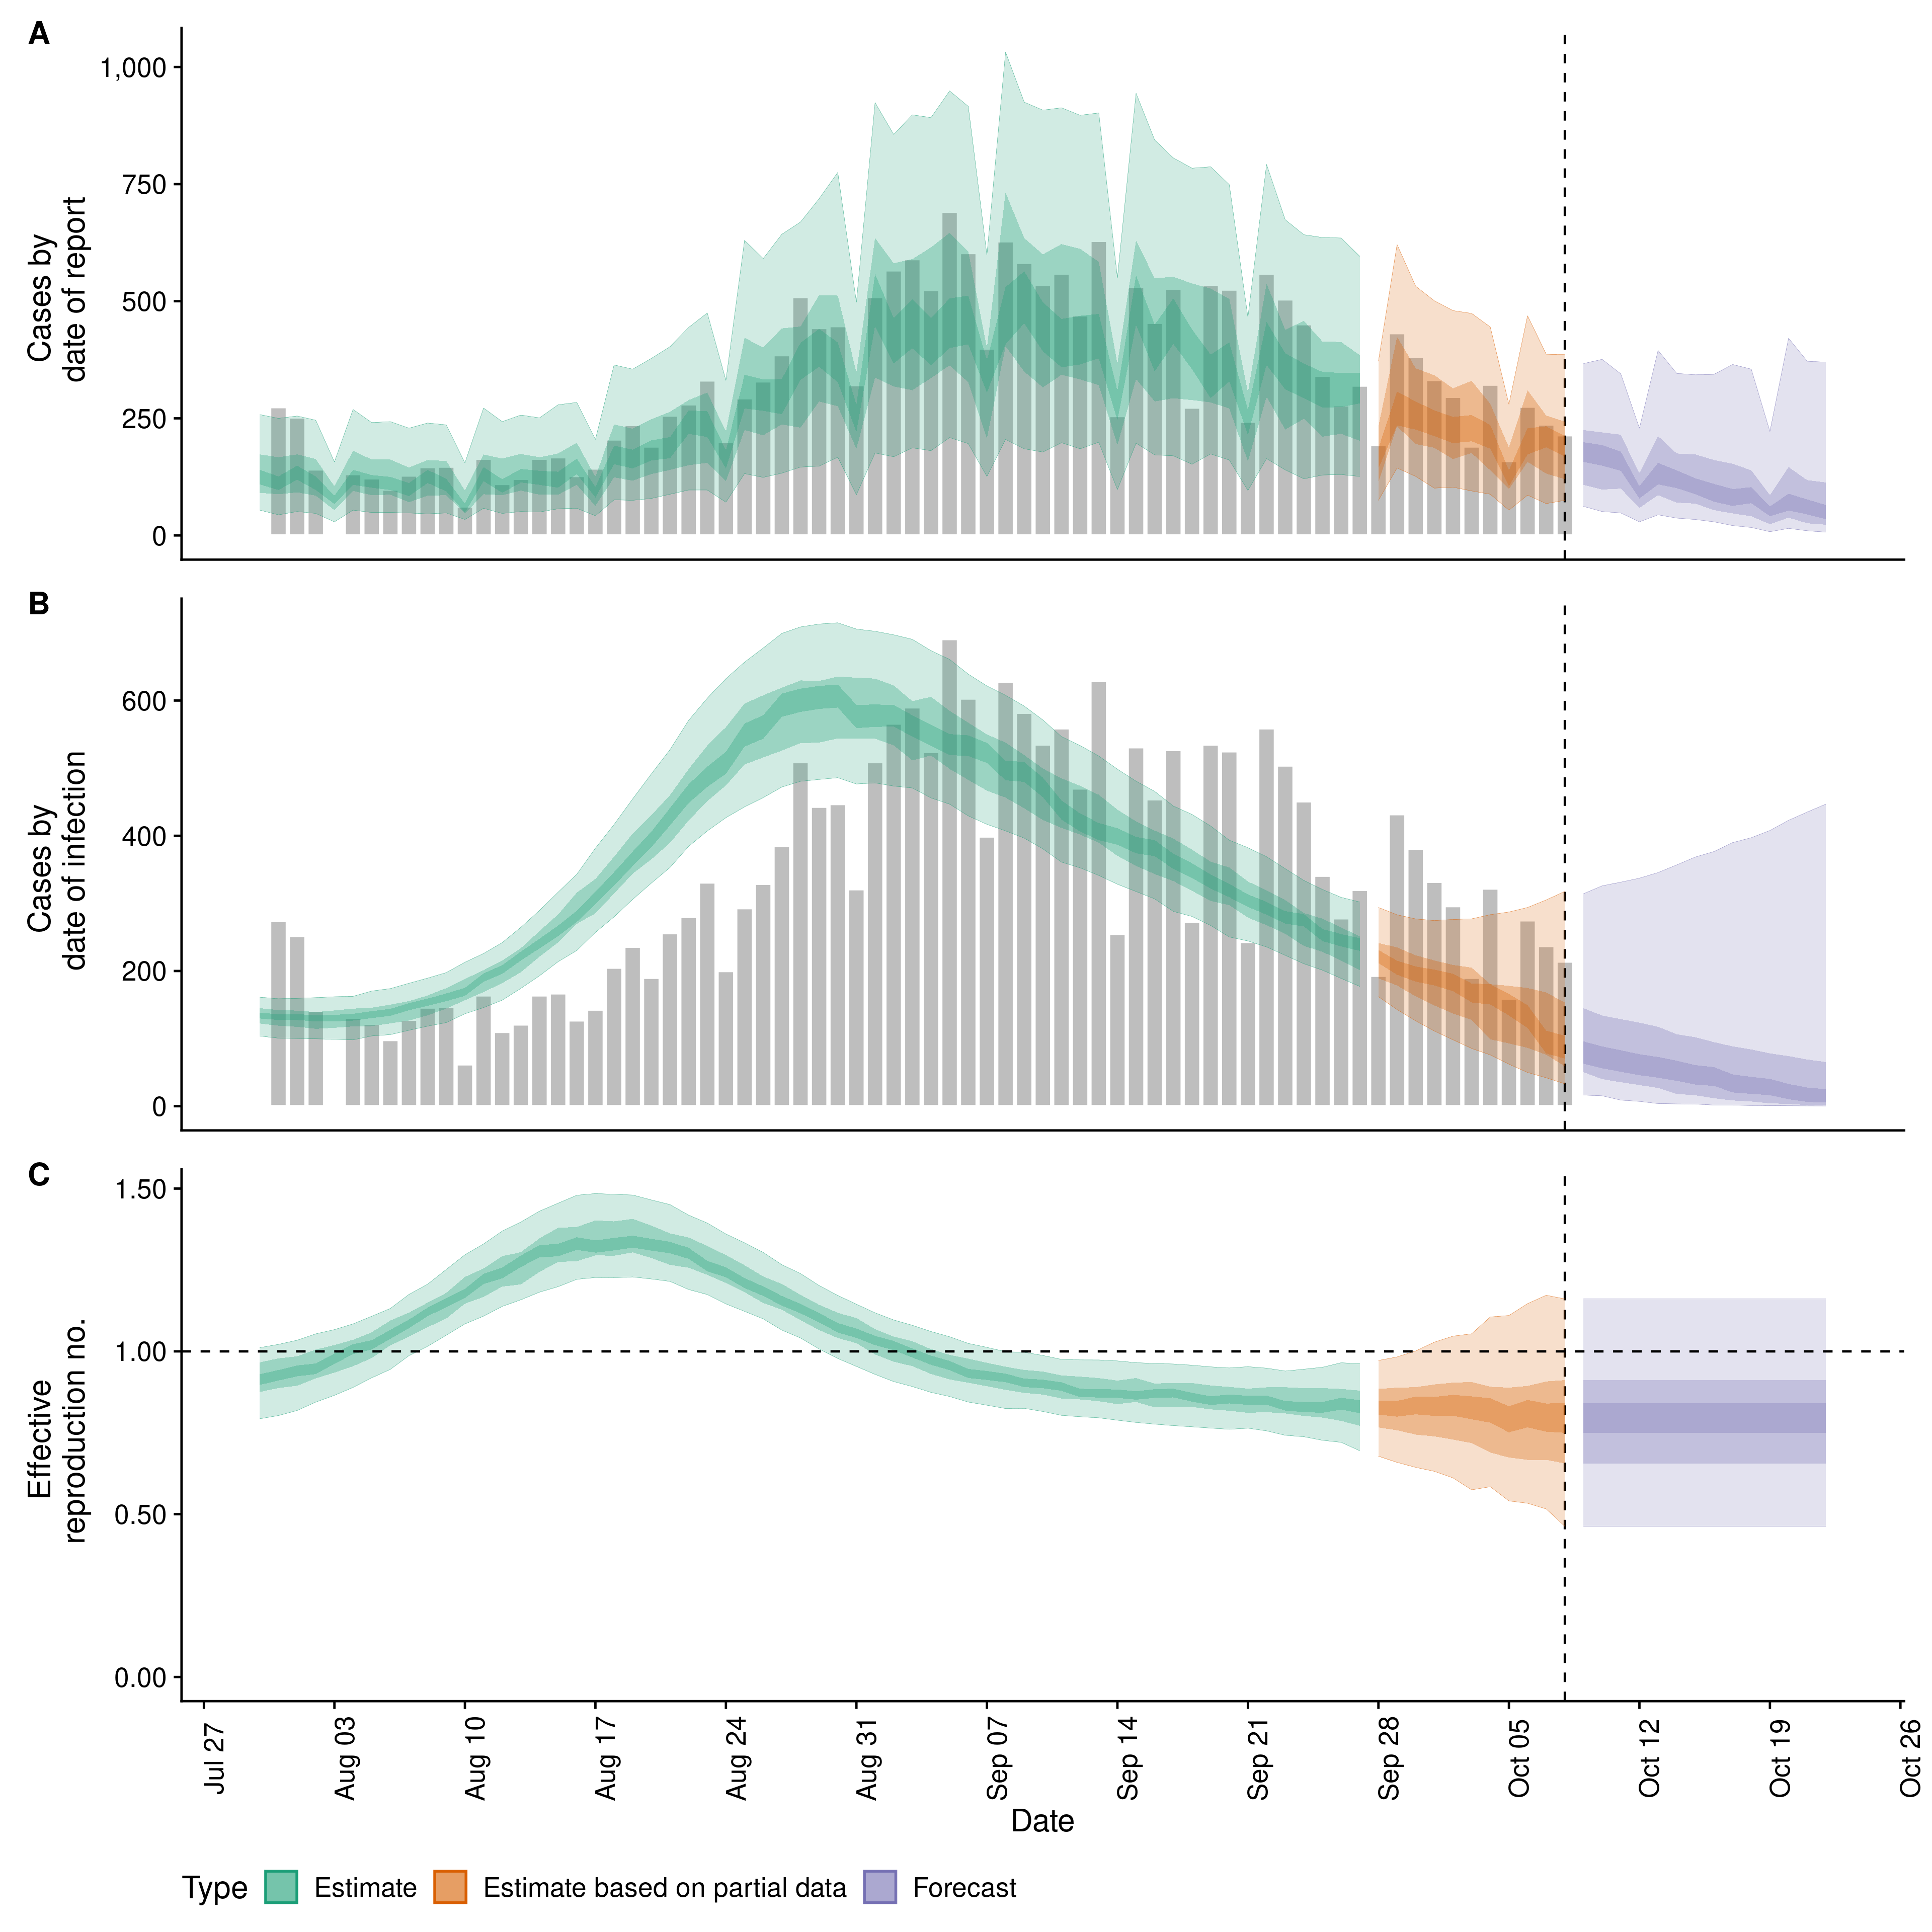 A
Cases by
date of report
1,000
750
500
250
0
B
Cases by
date of infection
600
400
200
0
C
Effective
reproduction no.
1.50
1.00
0.50
0.00
Jul 27
Aug 03
Aug 10
Aug 17
Aug 24
Aug 31
Sep 07
Sep 14
Sep 21
Sep 28
Oct 05
Oct 12
Oct 19
Oct 26
Date
Type Estimate Estimate based on partial data Forecast